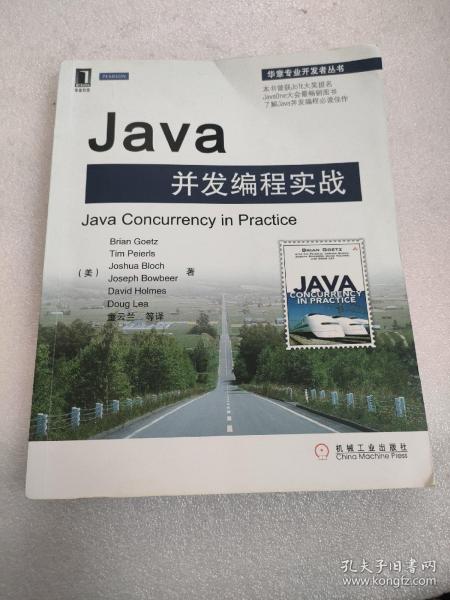 华章专业开发者丛书
PEARSON
本书曾获Jolt大奖提名
JavaOne大会最畅销图书
了解Java并发编程必读佳作
Java
并发编程实战
Java Concurrency in Practice
Brian Goetz
Tim Peierls
Joshua Bloch
(美)
Joseph Bowbeer
著
David Holmes
Doug Lea
童云兰 等译
BRIAN GOETZ
JAVA
CONCURRENCY
IN PRACTICE
机械工业出版社
China Machine Press
孔夫子旧书网
www.kongfz.com